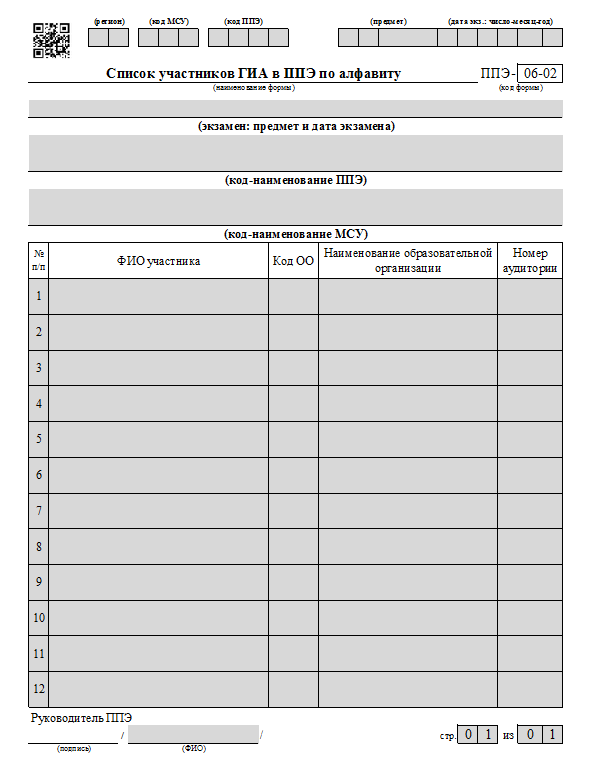 (регион) (код МСУ) (код ППЭ) (предмет) (дата экз.: число-месяц-год)
Список участников ГИА в ППЭ по алфавиту ППЭ- 06-02
(наименование формы) (код формы)
(экзамен: предмет и дата экзамена)
(код-наименование ППЭ)
(код-наименование МСУ)
№ п/п ФИО участника Код ОО Наименование образовательной организации Номер аудитории
1
2
3
4
5
6
7
8
9
10
11
12
Руководитель ППЭ
/ / стр. 0 1 из 0 1
(подпись) (ФИО)